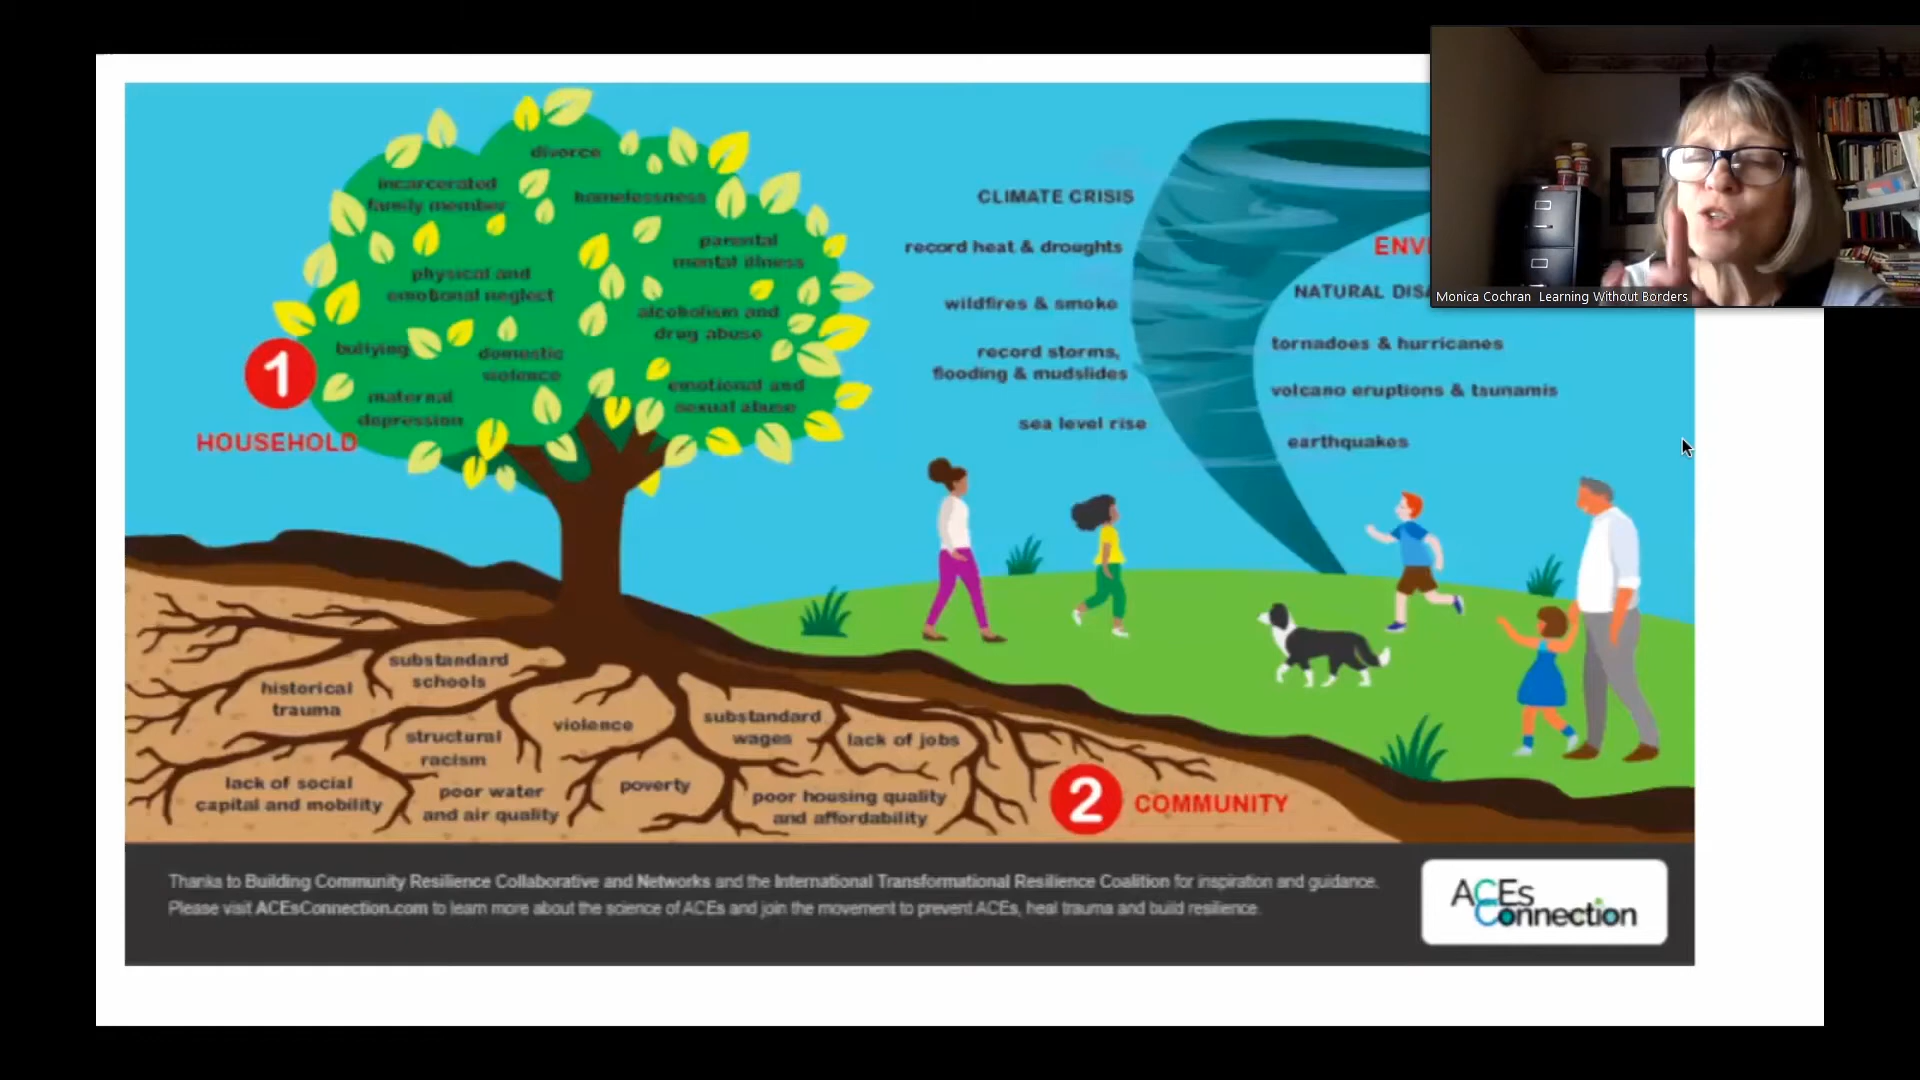 divorce
incarcerated
family member
homelessness
parental
mental illness
physical and
emotional neglect
alcoholism and
drug abuse
bullying
domestic
violence
maternal
depression
emotional and
sexual abuse
1
HOUSEHOLD
CLIMATE CRISIS
record heat & droughts
wildfires & smoke
record storms,
flooding & mudslides
sea level rise
ENVI
NATURAL DISA
tornadoes & hurricanes
volcano eruptions & tsunamis
earthquakes
Monica Cochran Learning Without Borders
substandard
schools
historical
trauma
violence
substandard
wages
structural
racism
lack of jobs
lack of social
capital and mobility
poor water
and air quality
poverty
poor housing quality
and affordability
2
COMMUNITY
Thanks to Building Community Resilience Collaborative and Networks and the International Transformational Resilience Coalition for inspiration and guidance.
Please visit ACEsConnection.com to learn more about the science of ACEs and join the movement to prevent ACEs, heal trauma and build resilience.
ACEs
Connection